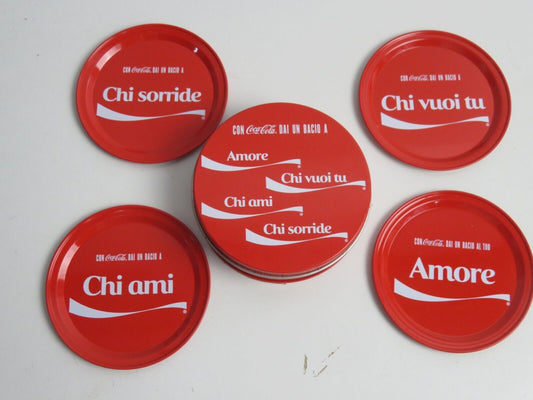 CON Coca-Cola. DAI UN BACIO A
Chi sorride
CON Coca-Cola. DAI UN BACIO A
Chi vuoi tu
CON Coca-Cola. DAI UN BACIO A
Amore
Chi vuoi tu
Chi ami
Chi sorride
CON Coca-Cola. DAI UN BACIO A
Chi ami
CON Coca-Cola. DAI UN BACIO AL TUO
Amore